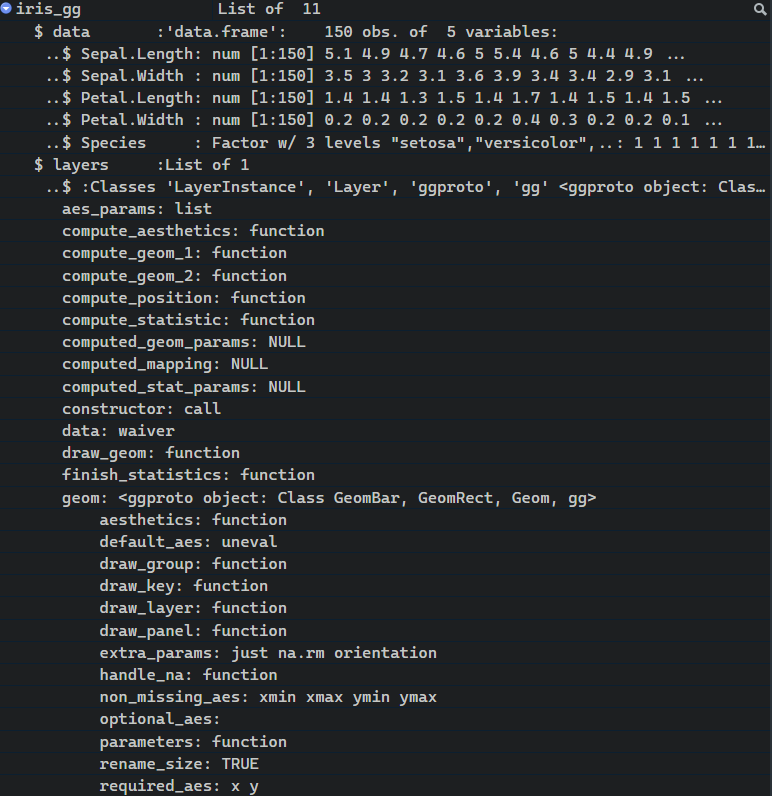 iris_gg List of 11
$ data :'data.frame': 150 obs. of 5 variables:
..$ Sepal.Length: num [1:150] 5.1 4.9 4.7 4.6 5 5.4 4.6 5 4.4 4.9 ...
..$ Sepal.Width : num [1:150] 3.5 3 3.2 3.1 3.6 3.9 3.4 3.4 2.9 3.1 ...
..$ Petal.Length: num [1:150] 1.4 1.4 1.3 1.5 1.4 1.7 1.4 1.5 1.4 1.5 ...
..$ Petal.Width : num [1:150] 0.2 0.2 0.2 0.2 0.2 0.4 0.3 0.2 0.2 0.1 ...
..$ Species : Factor w/ 3 levels "setosa","versicolor",..: 1 1 1 1 1 1 1…
$ layers :List of 1
..$ :Classes 'LayerInstance', 'Layer', 'ggproto', 'gg' <ggproto object: Clas…
aes_params: list
compute_aesthetics: function
compute_geom_1: function
compute_geom_2: function
compute_position: function
compute_statistic: function
computed_geom_params: NULL
computed_mapping: NULL
computed_stat_params: NULL
constructor: call
data: waiver
draw_geom: function
finish_statistics: function
geom: <ggproto object: Class GeomBar, GeomRect, Geom, gg>
aesthetics: function
default_aes: uneval
draw_group: function
draw_key: function
draw_layer: function
draw_panel: function
extra_params: just na.rm orientation
handle_na: function
non_missing_aes: xmin xmax ymin ymax
optional_aes:
parameters: function
rename_size: TRUE
required_aes: x y